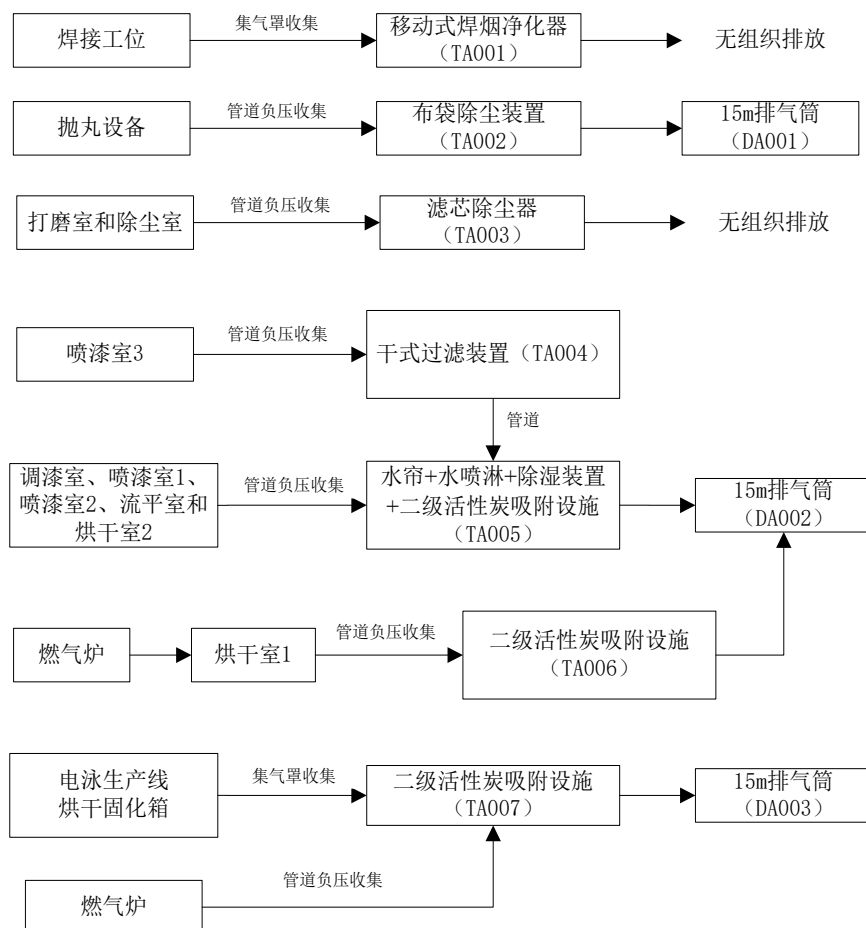 焊接工位
集气罩收集
移动式焊烟净化器
（TA001）
无组织排放
抛丸设备
管道负压收集
布袋除尘装置
（TA002）
15m排气筒
（DA001）
打磨室和除尘室
管道负压收集
滤芯除尘器
（TA003）
无组织排放
喷漆室3
管道负压收集
干式过滤装置（TA004）
管道
调漆室、喷漆室1、
喷漆室2、流平室和
烘干室2
管道负压收集
水帘+水喷淋+除湿装置
+二级活性炭吸附设施
（TA005）
15m排气筒
（DA002）
燃气炉
烘干室1
管道负压收集
二级活性炭吸附设施
（TA006）
电泳生产线
烘干固化箱
集气罩收集
二级活性炭吸附设施
（TA007）
15m排气筒
（DA003）
燃气炉
管道负压收集